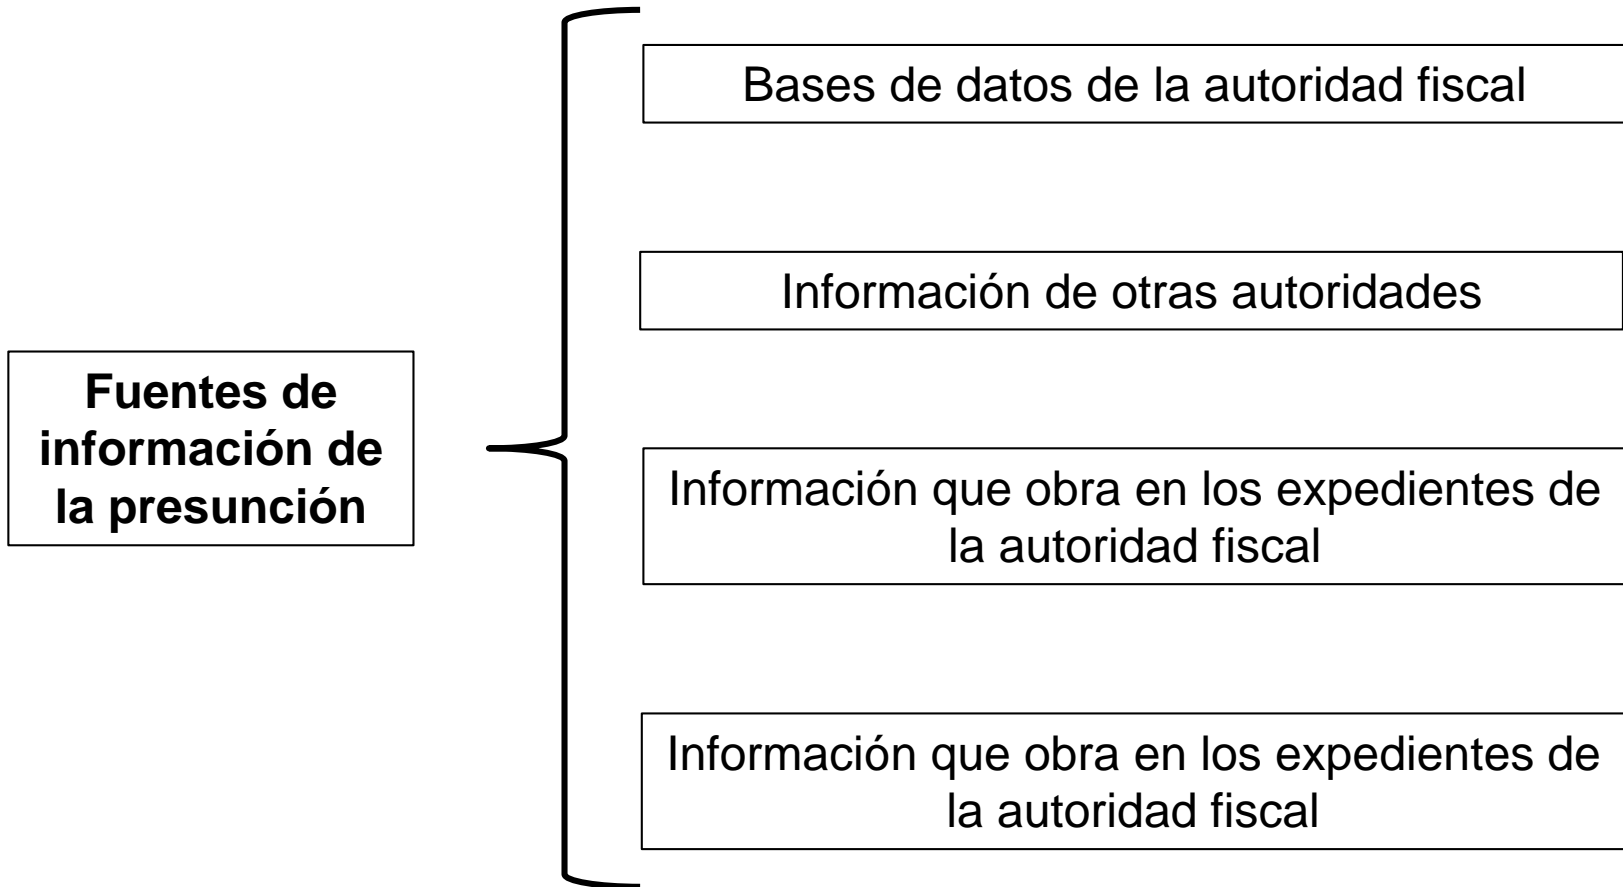 Bases de datos de la autoridad fiscal
Información de otras autoridades
Fuentes de
información de
la presunción
Información que obra en los expedientes de
la autoridad fiscal
Información que obra en los expedientes de
la autoridad fiscal